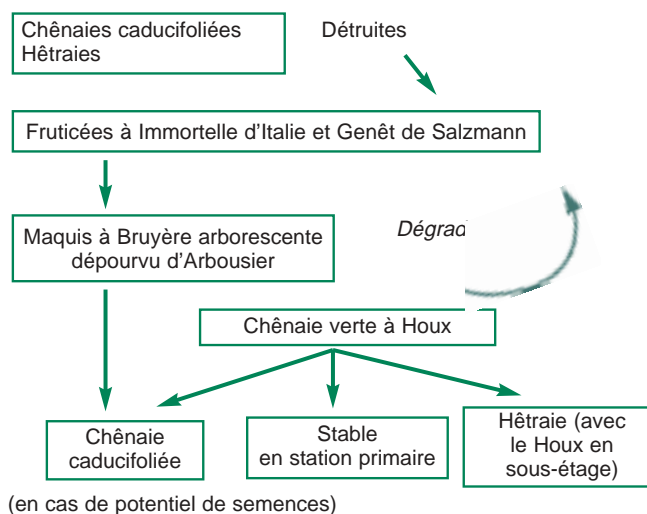 Chênaies caducifoliées
Hêtraies
Détruites
Fruticées à Immortelle d'Italie et Genêt de Salzmann
Maquis à Bruyère arborescente
dépourvu d'Arbousier
Dégrad
Chênaie verte à Houx
Chênaie
caducifoliée
Stable
en station primaire
Hêtraie (avec
le Houx en
sous-étage)
(en cas de potentiel de semences)